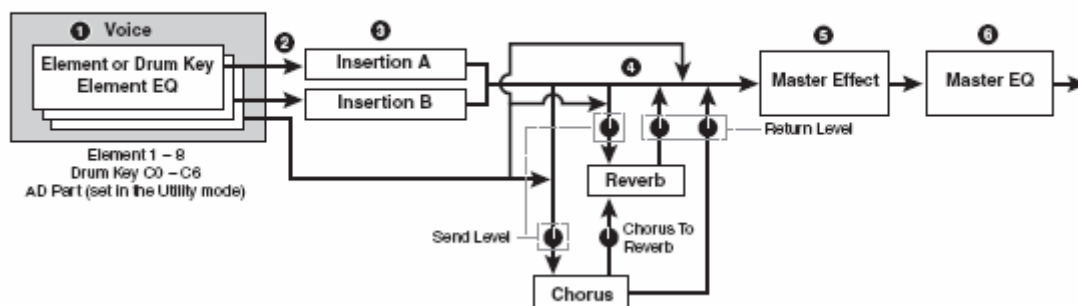 1 Voice
Element or Drum Key
Element EQ
Element 1 – 8
Drum Key C0 – C6
AD Part (set in the Utility mode)
2
3
Insertion A
Insertion B
4
Return Level
Reverb
Send Level
Chorus To
Reverb
Chorus
5
Master Effect
6
Master EQ